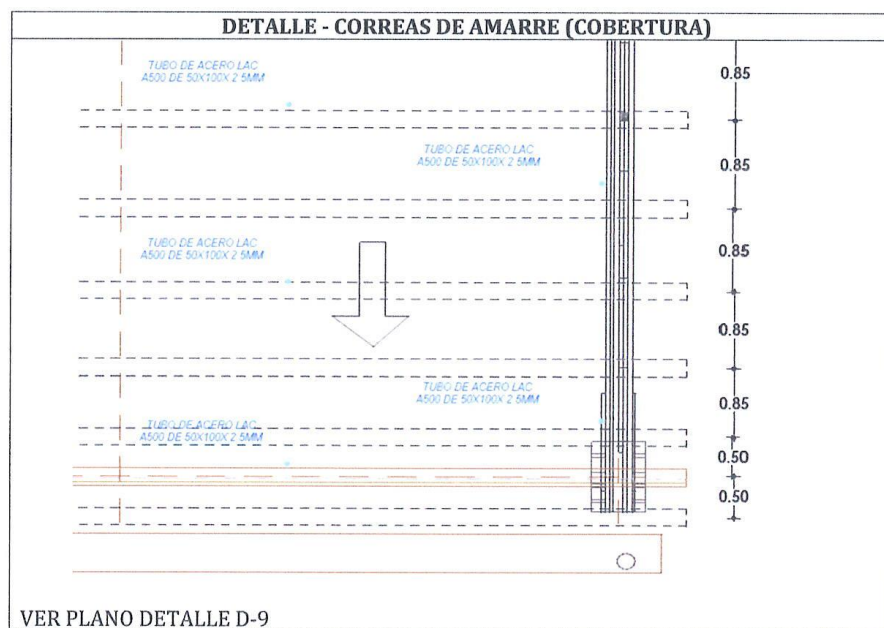 DETALLE - CORREAS DE AMARRE (COBERTURA)
TUBO DE ACERO LAC
A500 DE 50X100X 2 5MM
0.85
TUBO DE ACERO LAC
A500 DE 50X100X 2 5MM
0.85
TUBO DE ACERO LAC
A500 DE 50X100X 2 5MM
0.85
0.85
TUBO DE ACERO LAC
A500 DE 50X100X 2 5MM
0.85
TUBO DE ACERO LAC
A500 DE 50X100X 2 5MM
0.50
0.50
VER PLANO DETALLE D-9